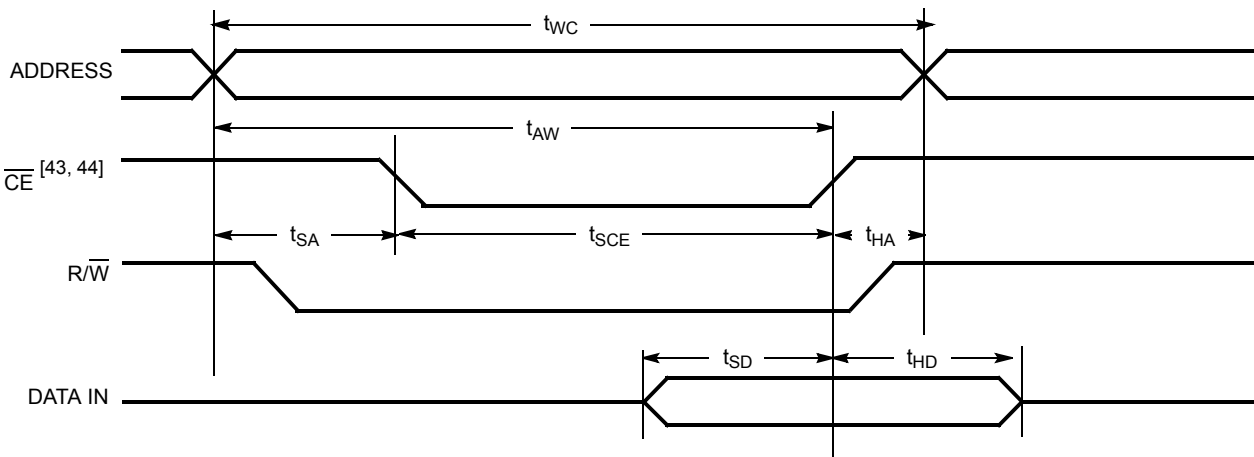 tWC
ADDRESS
tAW
CE [43, 44]
tSA
tSCE
tHA
R/W
tSD
tHD
DATA IN